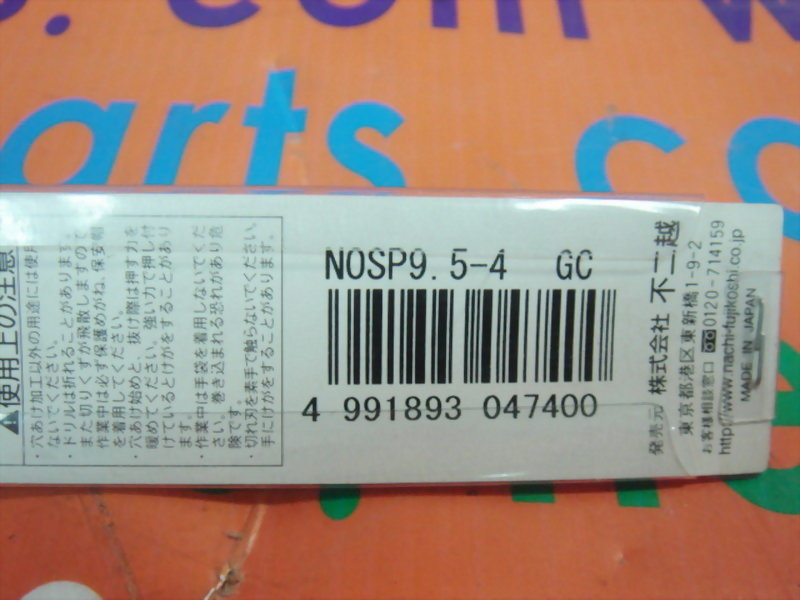 . com w
arts co
使用上の注意
・穴あけ加工以外の用途には使用
ないでください。
・ドリルは折れることがあります。
また切りくずが飛散しますので
作業中は必ず保護めがね、保安帽
を着用してください。
・穴あけ始めと、抜け際は押す力を
緩めてください。強い力で押し付
けているとけがをすることがあり
ます。
・作業中は手袋を着用しないでくだ
さい。巻き込まれる恐れがあり危
険です。
・切れ刃を素手で触らないでください。
手にけがをすることがあります。
NOSP9.5-4 GC
4 991893 047400
発売元 株式会社 不二越
東京都港区東新橋1-9-2
お客様相談窓口 0120-714159
http://www.nachi-fujikoshi.co.jp
MADE IN JAPAN